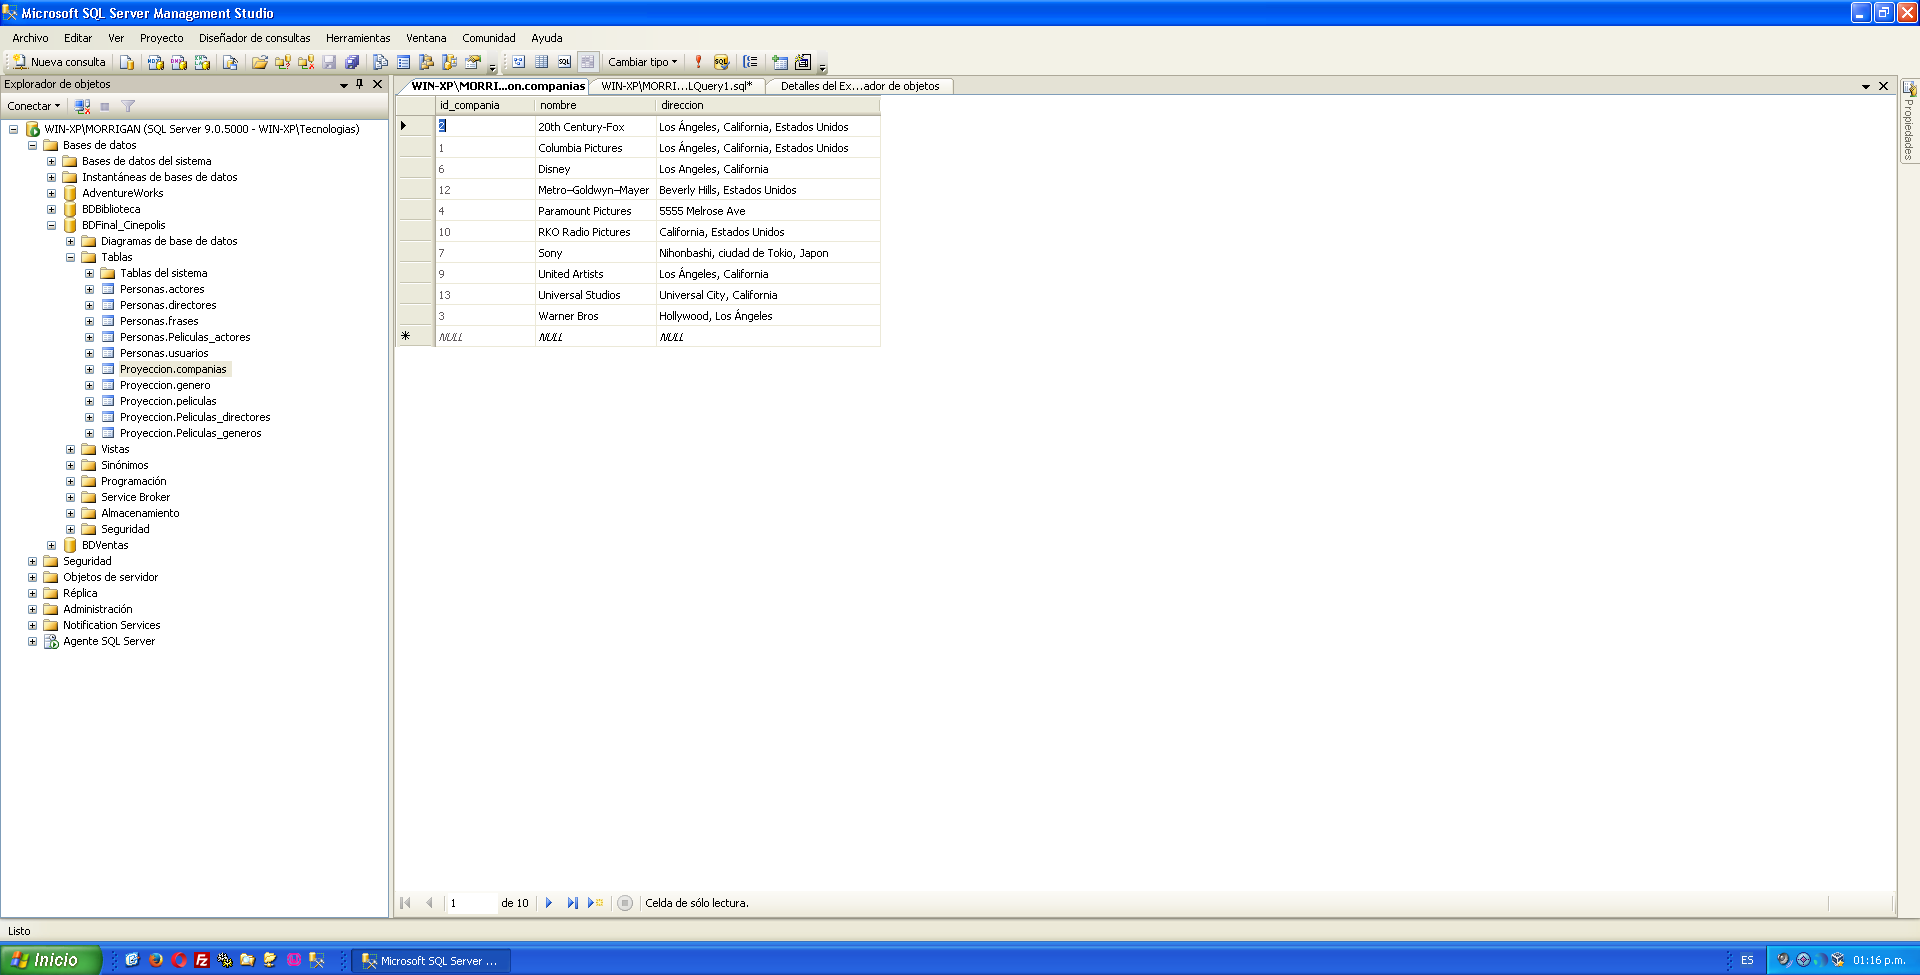 Microsoft SQL Server Management Studio
Archivo Editar Ver Proyecto Diseñador de consultas Herramientas Ventana Comunidad Ayuda
Nueva consulta Cambiar tipo
Explorador de objetos
Conectar
WIN-XP\MORRIGAN (SQL Server 9.0.5000 - WIN-XP\Tecnologias)
Bases de datos
Bases de datos del sistema
Instantáneas de bases de datos
AdventureWorks
BDBiblioteca
BDFinal_Cinepolis
Diagramas de base de datos
Tablas
Tablas del sistema
Personas.actores
Personas.directores
Personas.frases
Personas.Peliculas_actores
Personas.usuarios
Proyeccion.companias
Proyeccion.genero
Proyeccion.peliculas
Proyeccion.Peliculas_directores
Proyeccion.Peliculas_generos
Vistas
Sinónimos
Programación
Service Broker
Almacenamiento
Seguridad
BDVentas
Seguridad
Objetos de servidor
Réplica
Administración
Notification Services
Agente SQL Server
WIN-XP\MORRI...on.companias WIN-XP\MORRI...LQuery1.sql* Detalles del Ex...ador de objetos
id_compania nombre direccion
2 20th Century-Fox Los Ángeles, California, Estados Unidos
1 Columbia Pictures Los Ángeles, California, Estados Unidos
6 Disney Los Angeles, California
12 Metro–Goldwyn–Mayer Beverly Hills, Estados Unidos
4 Paramount Pictures 5555 Melrose Ave
10 RKO Radio Pictures California, Estados Unidos
7 Sony Nihonbashi, ciudad de Tokio, Japon
9 United Artists Los Ángeles, California
13 Universal Studios Universal City, California
3 Warner Bros Hollywood, Los Ángeles
NULL NULL NULL
1 de 10 Celda de sólo lectura.
Propiedades
Listo
Inicio Microsoft SQL Server ... ES 01:16 p.m.